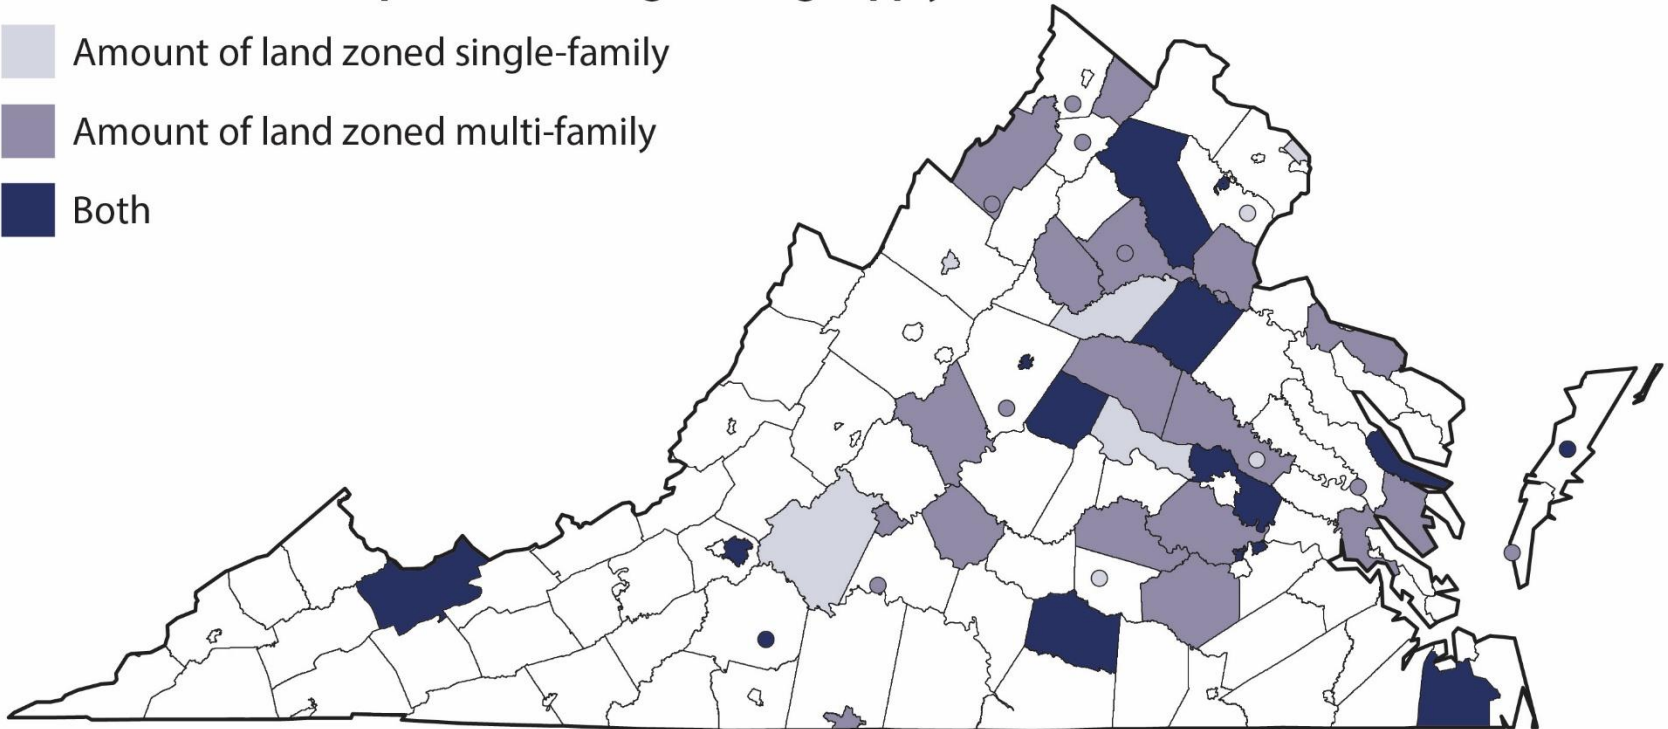 Amount of land zoned single-family
Amount of land zoned multi-family
Both